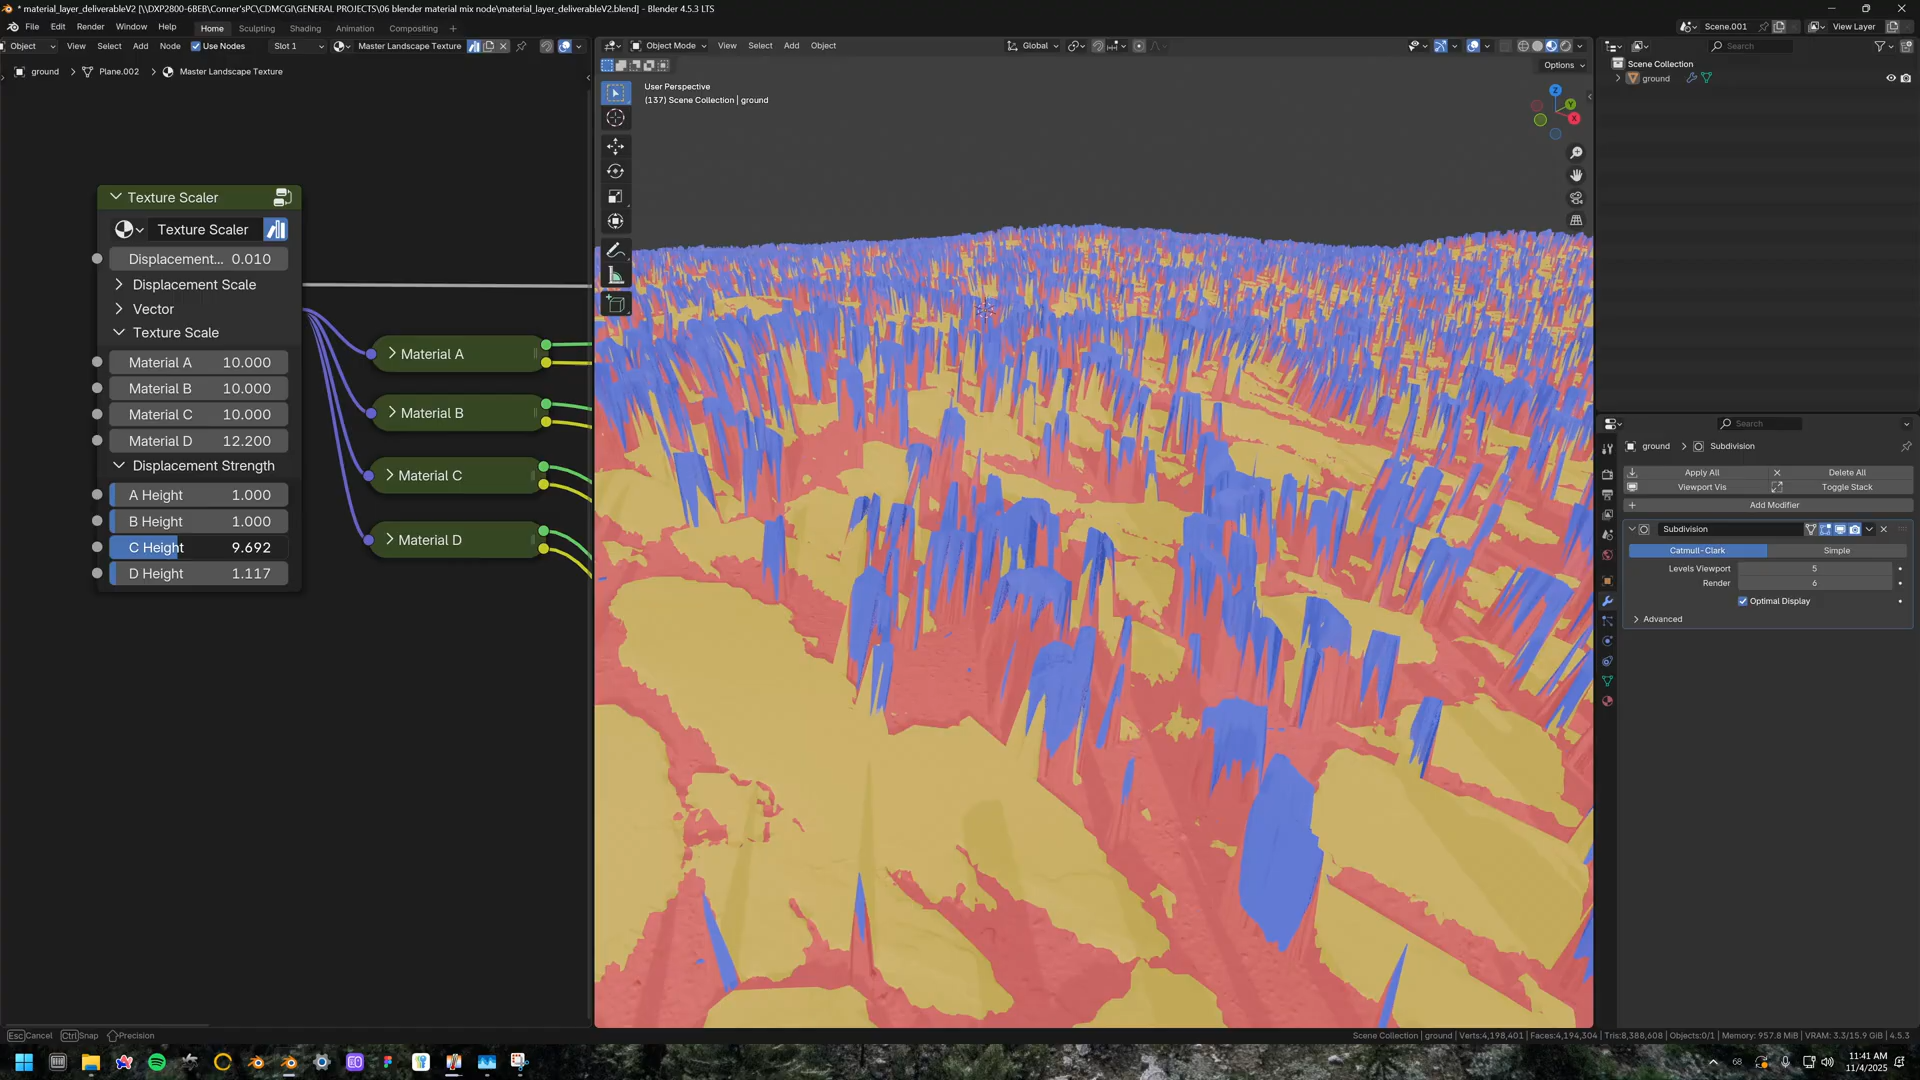 * material_layer_deliverableV2 [\\DXP2800-6BEB\Conner'sPC\CDMCGI\GENERAL PROJECTS\06 blender material mix node\material_layer_deliverableV2.blend] - Blender 4.5.3 LTS
File Edit Render Window Help Home Sculpting Shading Animation Compositing +
Scene.001 View Layer
Object View Select Add Node Use Nodes Slot 1 Master Landscape Texture
Object Mode View Select Add Object Global
Search
Options
ground Plane.002 Master Landscape Texture
Scene Collection
ground
User Perspective
(137) Scene Collection | ground
Z
Y
X
Texture Scaler
Texture Scaler
Displacement... 0.010
Displacement Scale
Vector
Texture Scale
Material A 10.000
Material B 10.000
Material C 10.000
Material D 12.200
Displacement Strength
A Height 1.000
B Height 1.000
C Height 9.692
D Height 1.117
Material A
Material B
Material C
Material D
Search
ground Subdivision
Apply All Delete All
Viewport Vis Toggle Stack
Add Modifier
Subdivision
Catmull-Clark Simple
Levels Viewport 5
Render 6
Optimal Display
Advanced
Esc Cancel Ctrl Snap Precision
Scene Collection | ground | Verts:4,198,401 | Faces:4,194,304 | Tris:8,388,608 | Objects:0/1 | Memory: 957.8 MiB | VRAM: 3.3/15.9 GiB | 4.5.3
68
11:41 AM
11/4/2025